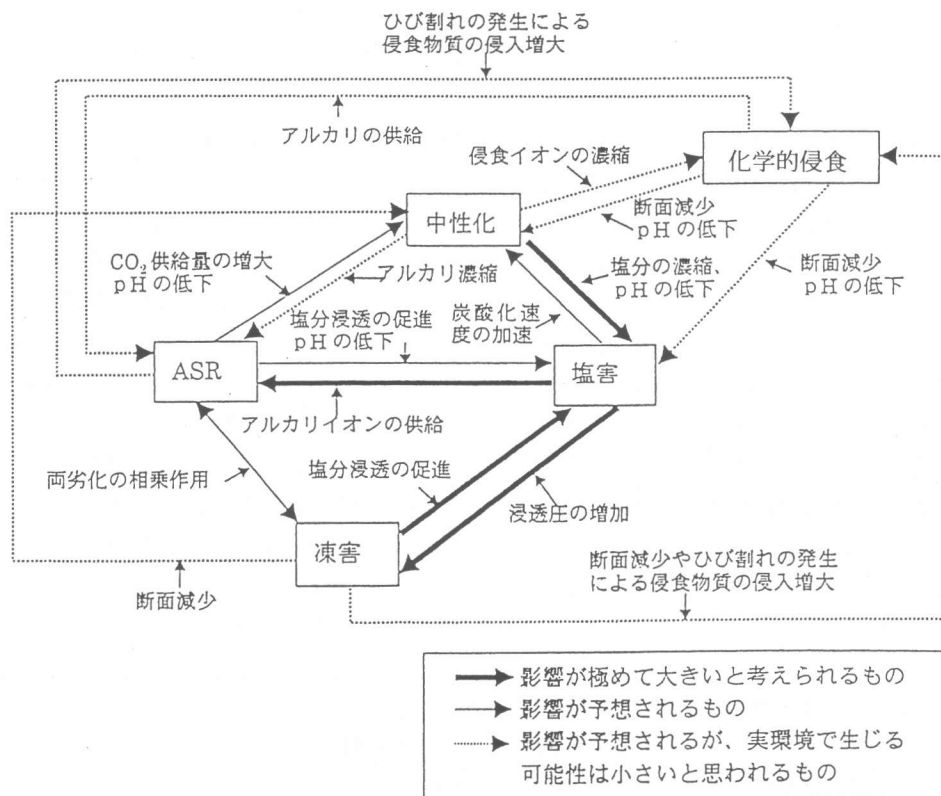 ひび割れの発生による
侵食物質の侵入増大
アルカリの供給
侵食イオンの濃縮
化学的侵食
中性化
断面減少
pHの低下
CO₂供給量の増大
pHの低下
アルカリ濃縮
塩分の濃縮、
pHの低下
断面減少
pHの低下
塩分浸透の促進
pHの低下
炭酸化速
度の加速
ASR
塩害
アルカリイオンの供給
両劣化の相乗作用
塩分浸透の促進
浸透圧の増加
凍害
断面減少やひび割れの発生
による侵食物質の侵入増大
断面減少
影響が極めて大きいと考えられるもの
影響が予想されるもの
影響が予想されるが、実環境で生じる
可能性は小さいと思われるもの